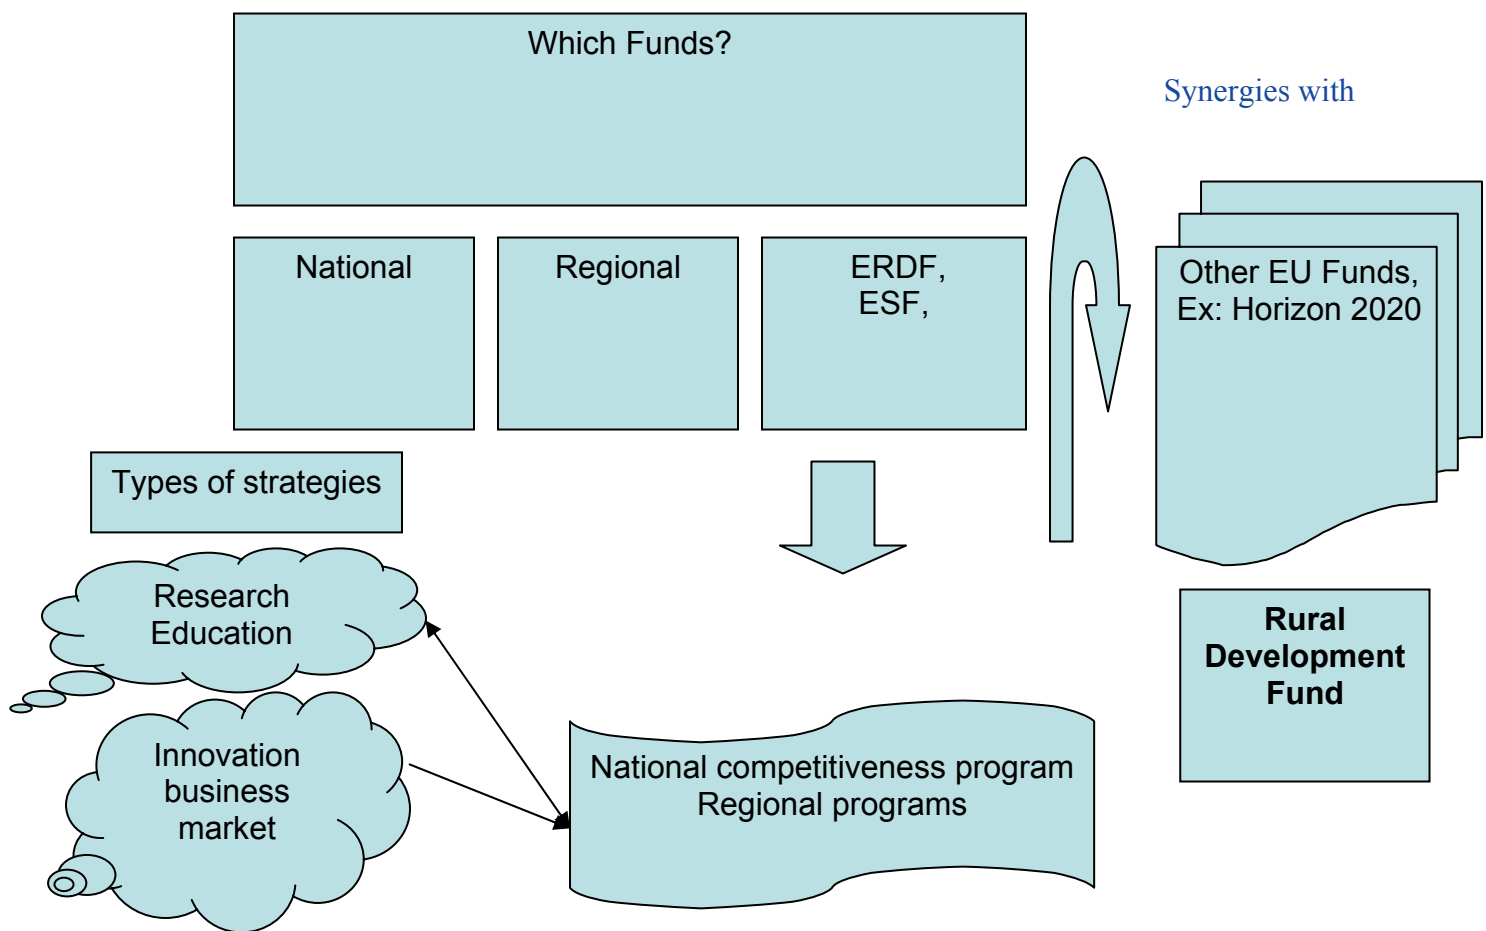 Which Funds?
Synergies with
National
Regional
ERDF,
ESF,
Other EU Funds,
Ex: Horizon 2020
Types of strategies
Research
Education
Rural
Development
Fund
Innovation
business
market
National competitiveness program
Regional programs